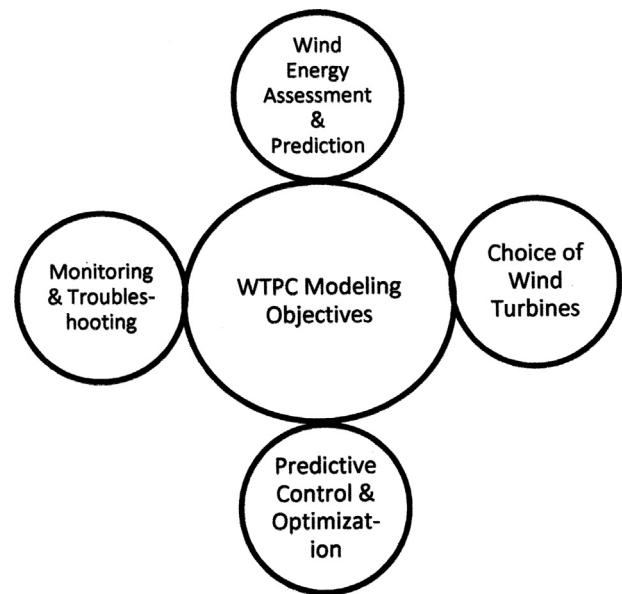 Wind
Energy
Assessment
&
Prediction
Monitoring
& Troubles-
hooting
WTPC Modeling
Objectives
Choice of
Wind
Turbines
Predictive
Control &
Optimizat-
ion